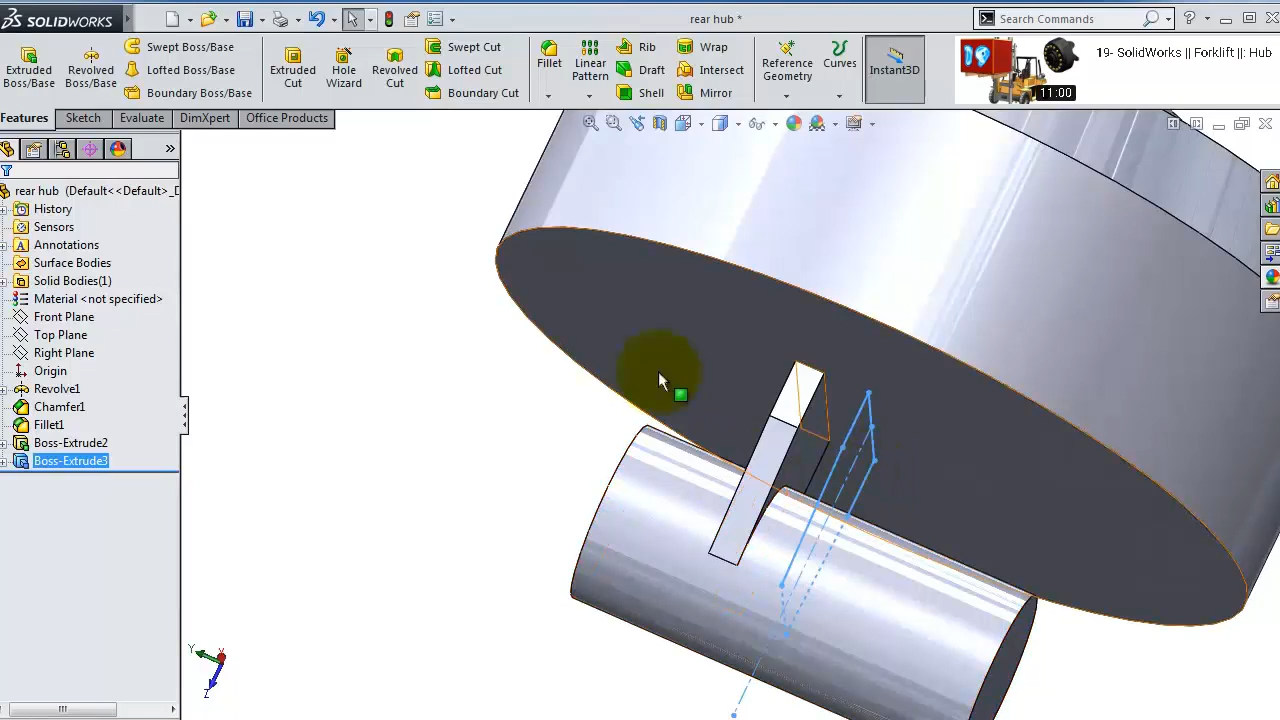 SOLIDWORKS
rear hub *
Search Commands
?
Extruded Boss/Base
Revolved Boss/Base
Swept Boss/Base
Lofted Boss/Base
Boundary Boss/Base
Extruded Cut
Hole Wizard
Revolved Cut
Swept Cut
Lofted Cut
Boundary Cut
Fillet
Linear Pattern
Rib
Draft
Shell
Wrap
Intersect
Mirror
Reference Geometry
Curves
Instant3D
19
11:00
19- SolidWorks || Forklift ||: Hub
Features
Sketch
Evaluate
DimXpert
Office Products
»
rear hub (Default<<Default>_D
History
Sensors
A Annotations
Surface Bodies
Solid Bodies(1)
Material <not specified>
Front Plane
Top Plane
Right Plane
Origin
Revolve1
Chamfer1
Fillet1
Boss-Extrude2
Boss-Extrude3
Y
X
Z